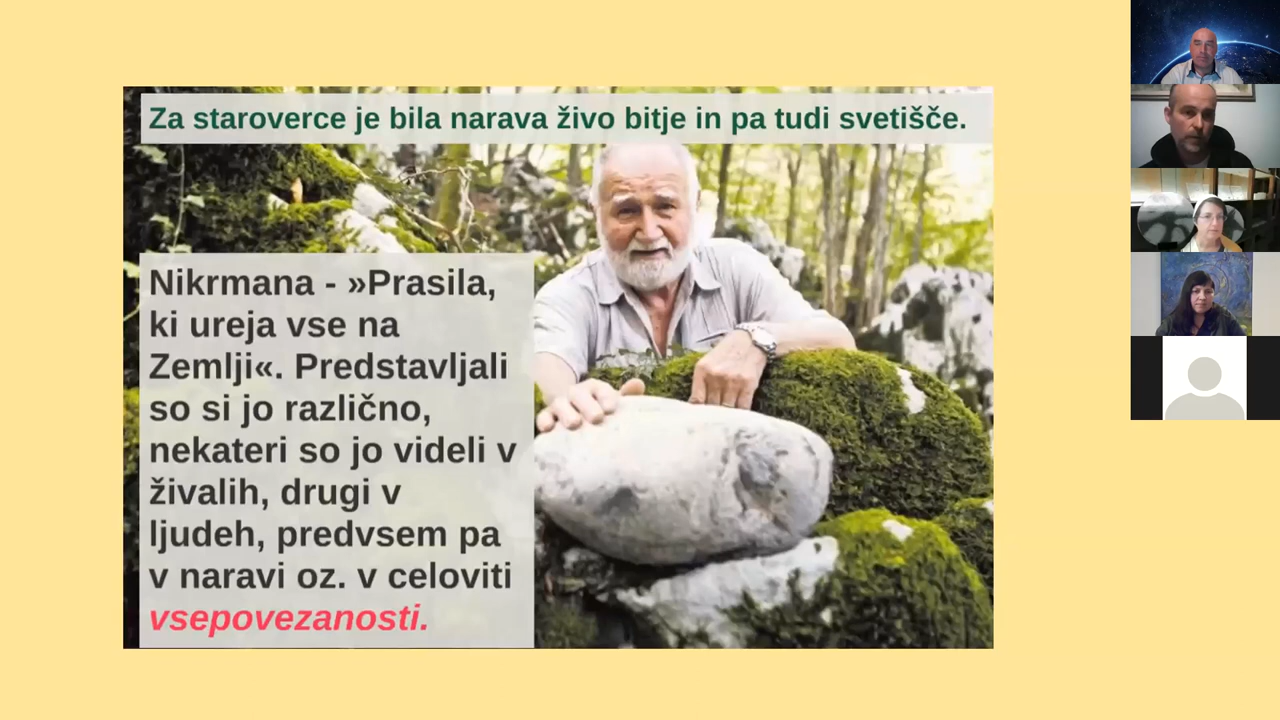 Za staroverce je bila narava živo bitje in pa tudi svetišče.
Nikrmana - »Prasila,
ki ureja vse na
Zemlji«. Predstavljali
so si jo različno,
nekateri so jo videli v
živalih, drugi v
ljudeh, predvsem pa
v naravi oz. v celoviti
vsepovezanosti.